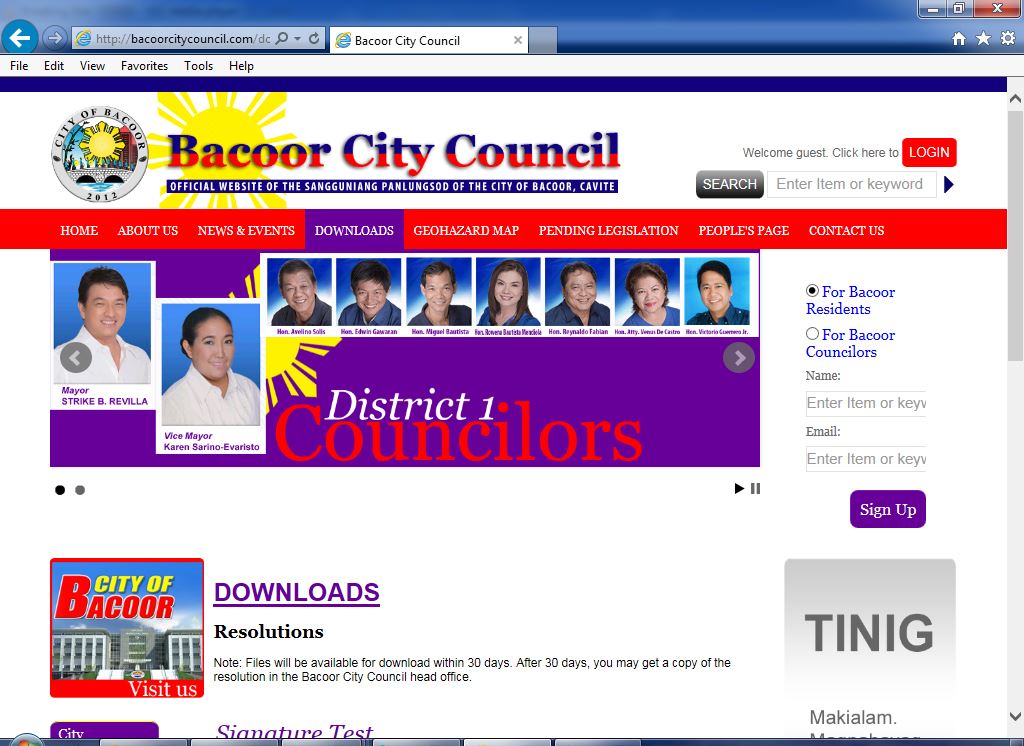 http://bacoorcitycouncil.com/dc
Bacoor City Council
File Edit View Favorites Tools Help
CITY OF BACOOR
2012
Bacoor City Council
OFFICIAL WEBSITE OF THE SANGGUNIANG PANLUNGSOD OF THE CITY OF BACOOR, CAVITE
Welcome guest. Click here to LOGIN
SEARCH Enter Item or keyword
HOME ABOUT US NEWS & EVENTS DOWNLOADS GEOHAZARD MAP PENDING LEGISLATION PEOPLE'S PAGE CONTACT US
Hon. Avelino Solis Hon. Edwin Gawaran Hon. Miguel Bautista Hon. Rowena Bautista Mendiola Hon. Reynaldo Fabian Hon. Atty. Venus De Castro Hon. Victorio Guerrero Jr.
Mayor
STRIKE B. REVILLA
Vice Mayor
Karen Sarino-Evaristo
District 1
Councilors
For Bacoor
Residents
For Bacoor
Councilors
Name:
Enter Item or keyw
Email:
Enter Item or keyw
Sign Up
CITY OF
BACOOR
Visit us
DOWNLOADS
Resolutions
Note: Files will be available for download within 30 days. After 30 days, you may get a copy of the
resolution in the Bacoor City Council head office.
Signature Test
City
TINIG
Makialam.